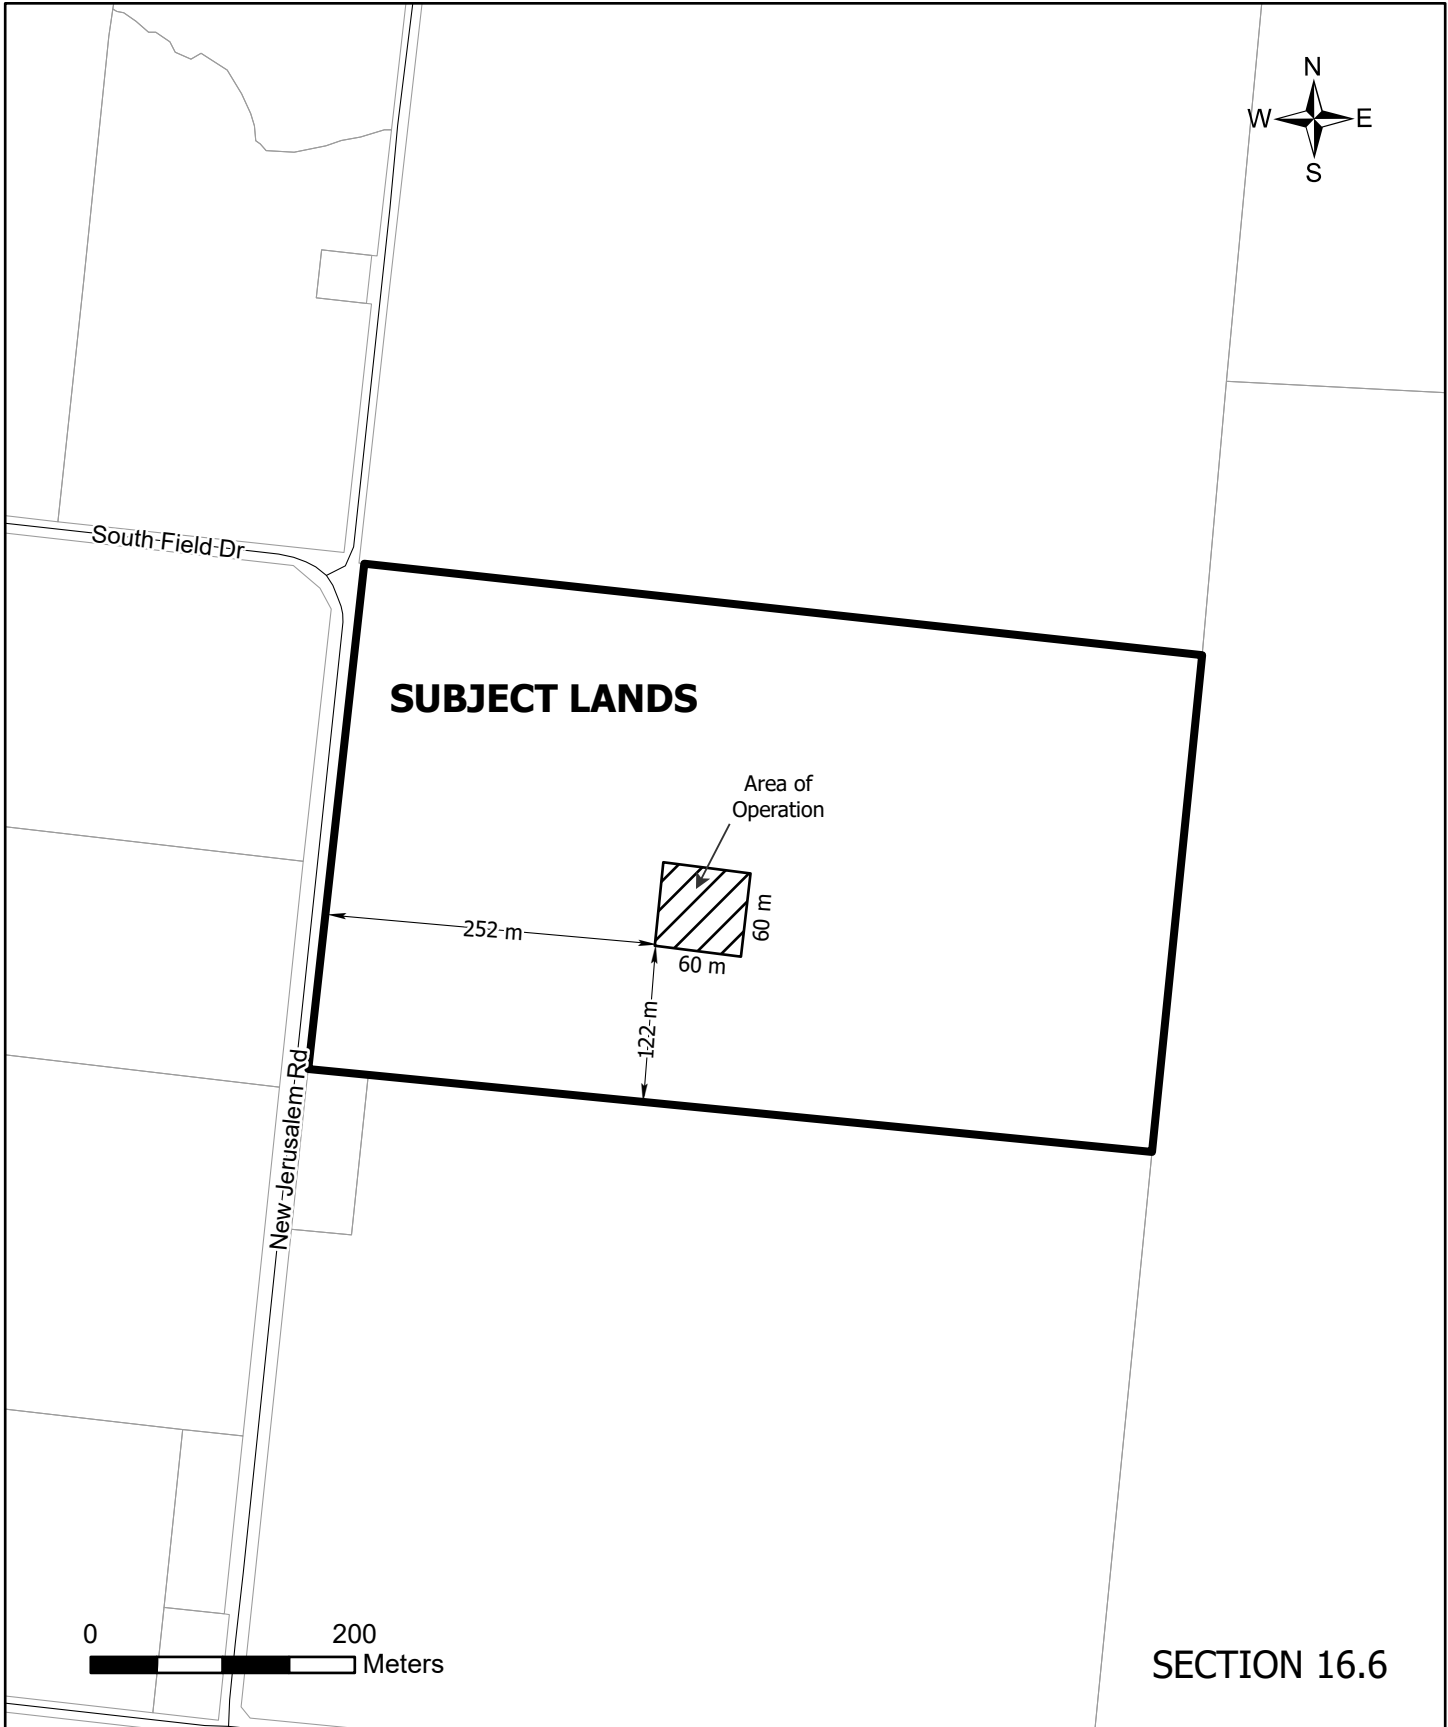 N
W E
S
South Field Dr
SUBJECT LANDS
Area of
Operation
252 m
60 m
60 m
122 m
New Jerusalem Rd
0 200
Meters
SECTION 16.6